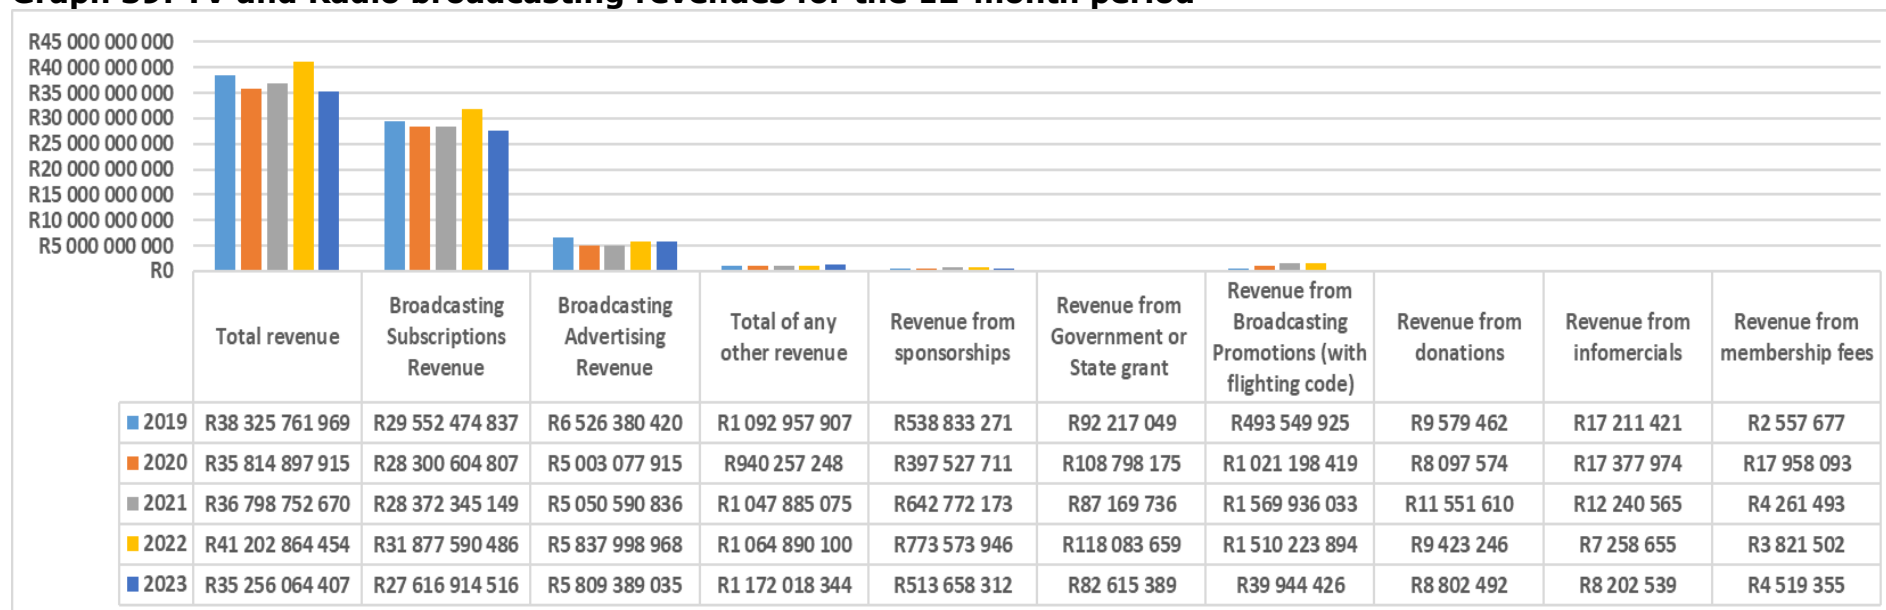 Graph 39: TV and Radio broadcasting revenues for the 12-month period
R45 000 000 000
R40 000 000 000
R35 000 000 000
R30 000 000 000
R25 000 000 000
R20 000 000 000
R15 000 000 000
R10 000 000 000
R5 000 000 000
R0
Total revenue
Broadcasting
Subscriptions
Revenue
Broadcasting
Advertising
Revenue
Total of any
other revenue
Revenue from
sponsorships
Revenue from
Government or
State grant
Revenue from
Broadcasting
Promotions (with
flighting code)
Revenue from
donations
Revenue from
infomercials
Revenue from
membership fees
2019 R38 325 761 969 R29 552 474 837 R6 526 380 420 R1 092 957 907 R538 833 271 R92 217 049 R493 549 925 R9 579 462 R17 211 421 R2 557 677
2020 R35 814 897 915 R28 300 604 807 R5 003 077 915 R940 257 248 R397 527 711 R108 798 175 R1 021 198 419 R8 097 574 R17 377 974 R17 958 093
2021 R36 798 752 670 R28 372 345 149 R5 050 590 836 R1 047 885 075 R642 772 173 R87 169 736 R1 569 936 033 R11 551 610 R12 240 565 R4 261 493
2022 R41 202 864 454 R31 877 590 486 R5 837 998 968 R1 064 890 100 R773 573 946 R118 083 659 R1 510 223 894 R9 423 246 R7 258 655 R3 821 502
2023 R35 256 064 407 R27 616 914 516 R5 809 389 035 R1 172 018 344 R513 658 312 R82 615 389 R39 944 426 R8 802 492 R8 202 539 R4 519 355